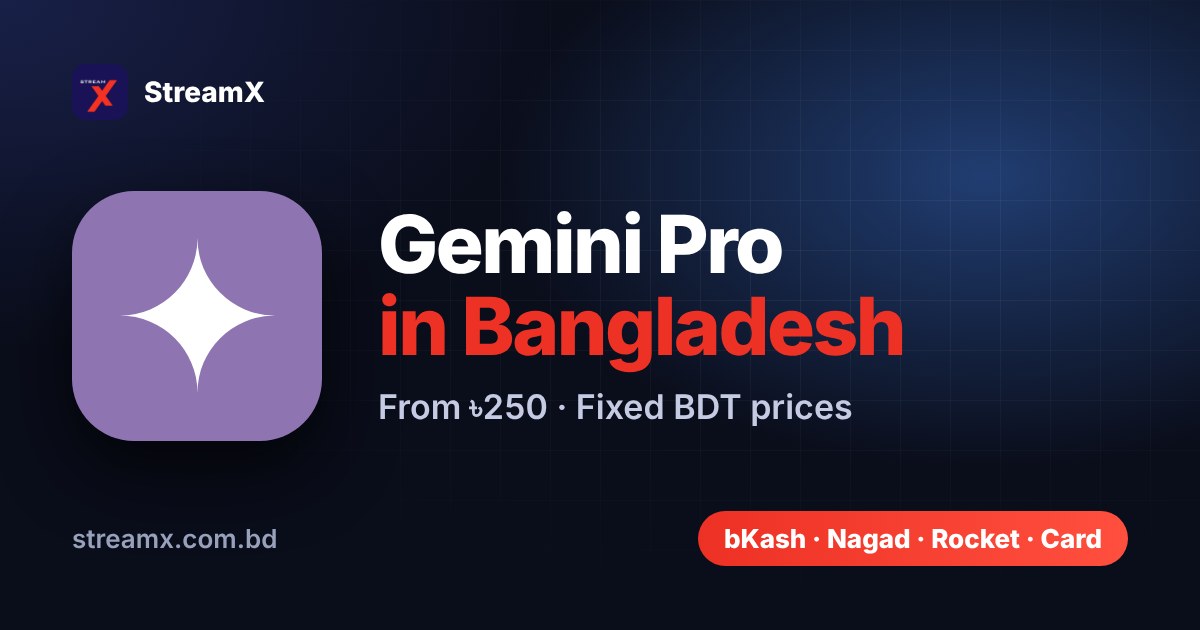 STREAM
X
StreamX
Gemini Pro
in Bangladesh
From ৳250 · Fixed BDT prices
streamx.com.bd
bKash · Nagad · Rocket · Card